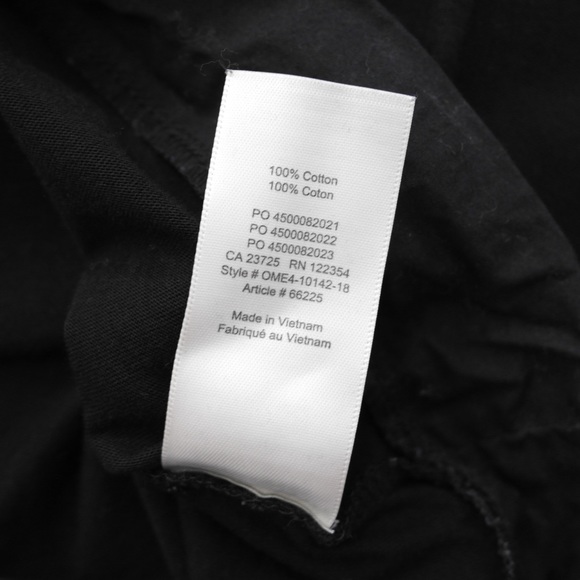 100% Cotton
100% Coton
PO 4500082021
PO 4500082022
PO 4500082023
CA 23725 RN 122354
Style # OME4-10142-18
Article # 66225
Made in Vietnam
Fabriqué au Vietnam